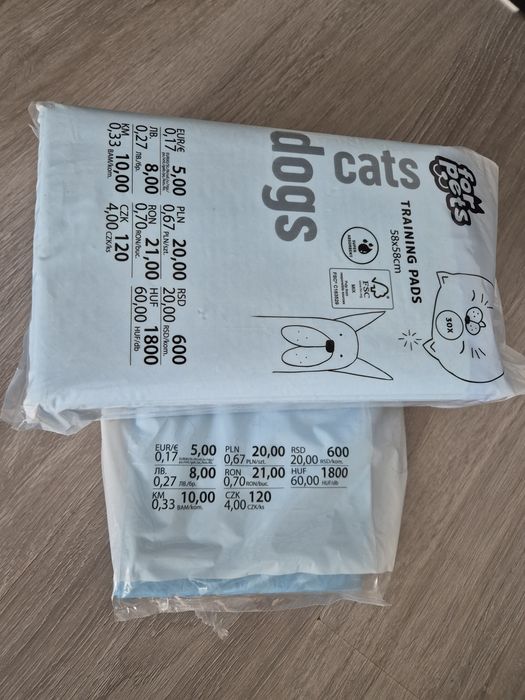 for
pets
cats
dogs
TRAINING PADS
58x58cm
SUPER
ABSORBENT
FSC
MIX
30X
EUR/€ 5,00 PLN 20,00 RSD 600
0,17 0,67 PLN/szt. 20,00 RSD/kom.
ЛВ. 8,00 RON 21,00 HUF 1800
0,27 ЛВ./бр. 0,70 RON/buc. 60,00 HUF/db
KM 10,00 CZK 120
0,33 BAM/kom. 4,00 CZK/ks
EUR/€ 5,00 PLN 20,00 RSD 600
0,17 0,67 PLN/szt. 20,00 RSD/kom.
ЛВ. 8,00 RON 21,00 HUF 1800
0,27 ЛВ./бр. 0,70 RON/buc. 60,00 HUF/db
KM 10,00 CZK 120
0,33 BAM/kom. 4,00 CZK/ks